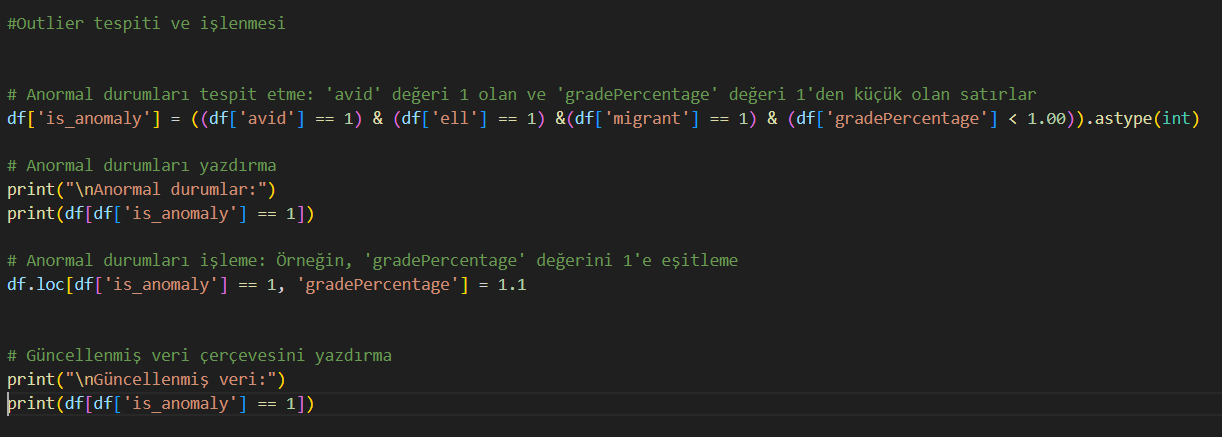 #Outlier tespiti ve işlenmesi
# Anormal durumları tespit etme: 'avid' değeri 1 olan ve 'gradePercentage' değeri 1'den küçük olan satırlar
df['is_anomaly'] = ((df['avid'] == 1) & (df['ell'] == 1) &(df['migrant'] == 1) & (df['gradePercentage'] < 1.00)).astype(int)
# Anormal durumları yazdırma
print("\nAnormal durumlar:")
print(df[df['is_anomaly'] == 1])
# Anormal durumları işleme: Örneğin, 'gradePercentage' değerini 1'e eşitleme
df.loc[df['is_anomaly'] == 1, 'gradePercentage'] = 1.1
# Güncellenmiş veri çerçevesini yazdırma
print("\nGüncellenmiş veri:")
print(df[df['is_anomaly'] == 1])